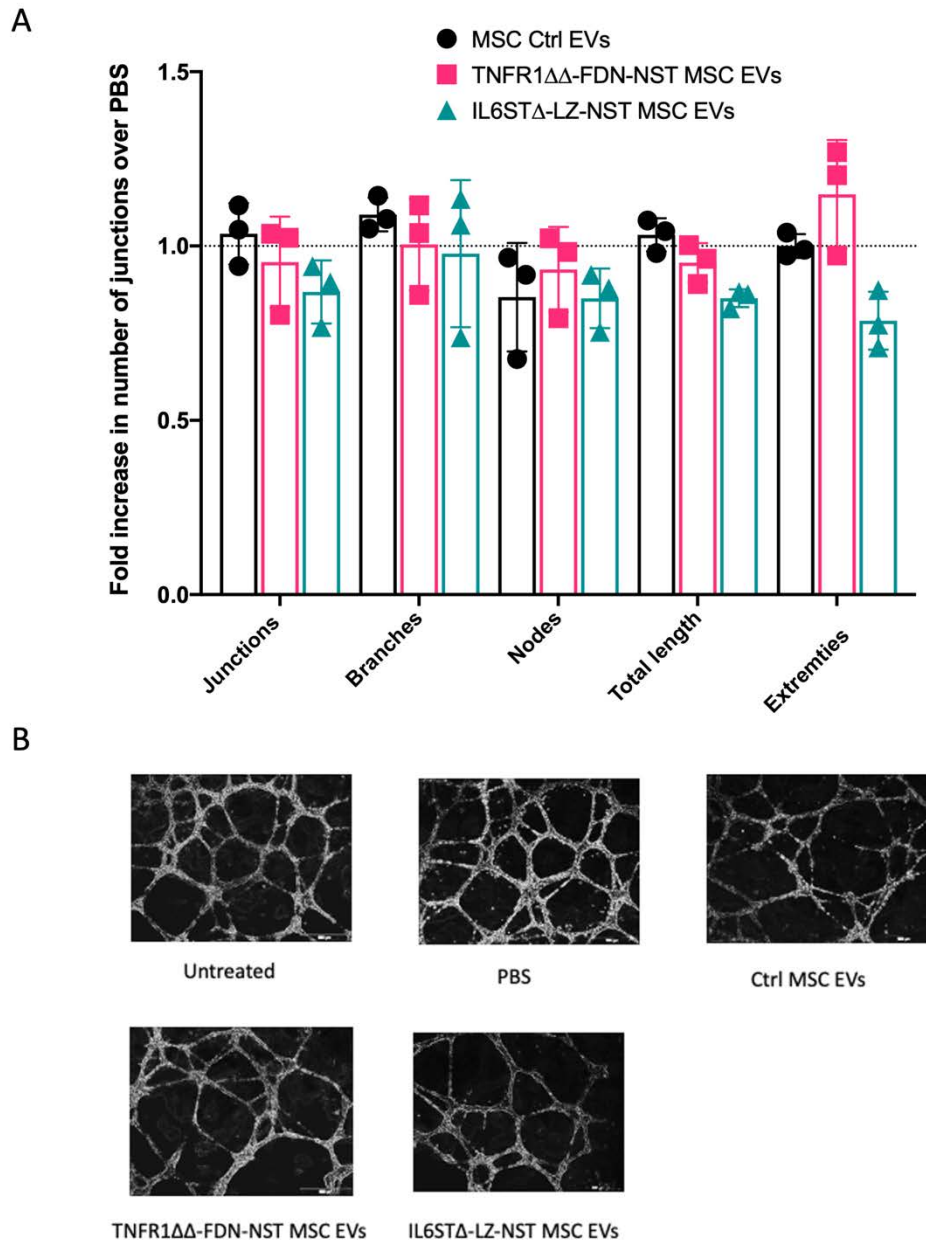 A
MSC Ctrl EVs
TNFR1ΔΔ-FDN-NST MSC EVs
IL6STΔ-LZ-NST MSC EVs
Fold increase in number of junctions over PBS
1.5
1.0
0.5
0.0
Junctions
Branches
Nodes
Total length
Extremties
B
Untreated
PBS
Ctrl MSC EVs
TNFR1ΔΔ-FDN-NST MSC EVs
IL6STΔ-LZ-NST MSC EVs